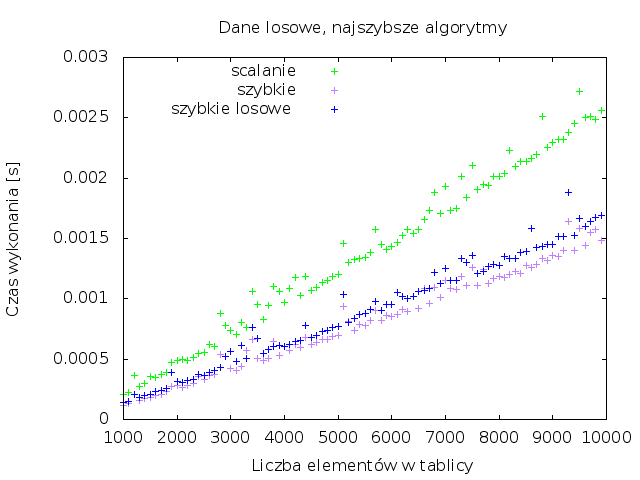 Dane losowe, najszybsze algorytmy
0.003
0.0025
0.002
0.0015
0.001
0.0005
0
Czas wykonania [s]
scalanie
szybkie
szybkie losowe
1000 2000 3000 4000 5000 6000 7000 8000 9000 10000
Liczba elementów w tablicy